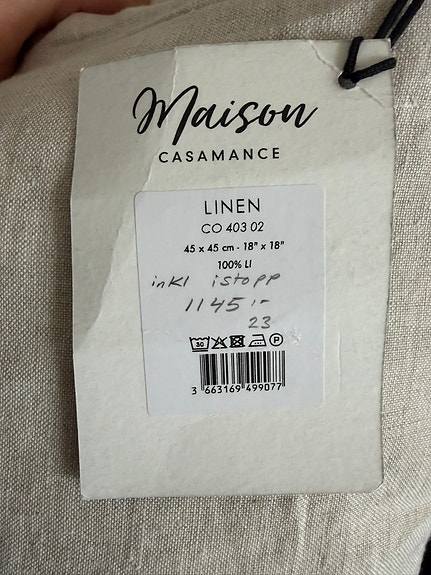 Maison
CASAMANCE
LINEN
CO 403 02
45 x 45 cm - 18" x 18"
100% LI
inkl istopp
1145:-
23
30 P
3 663169 499077